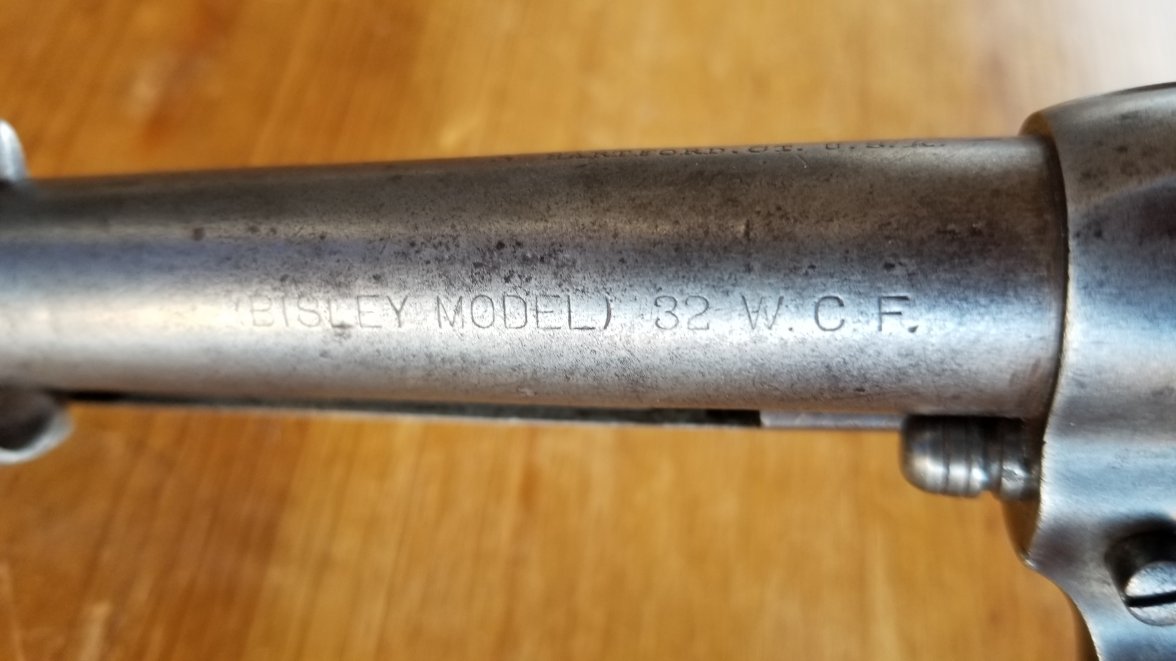 HARTFORD. CT. U.S.A.
(BISLEY MODEL) 32 W. C. F.